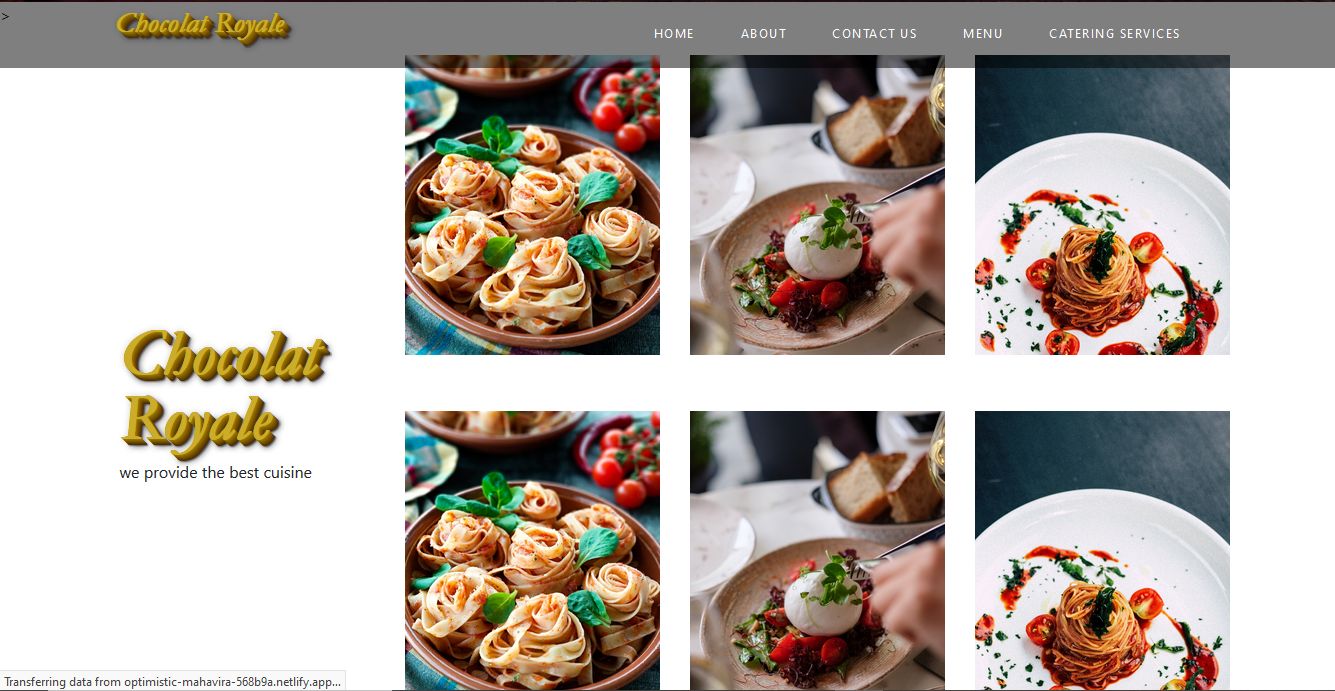 >
Chocolat Royale
HOME ABOUT CONTACT US MENU CATERING SERVICES
Chocolat
Royale
we provide the best cuisine
Transferring data from optimistic-mahavira-568b9a.netlify.app...